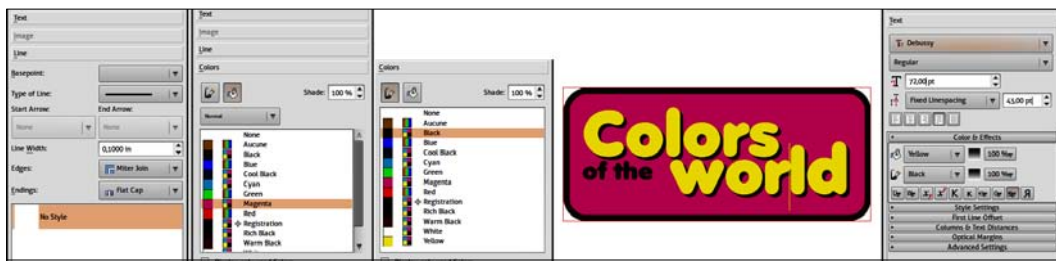 Text
Image
Line
Basepoint:
Type of Line:
Start Arrow: End Arrow:
None None
Line Width: 0,1000 in
Edges: Miter Join
Endings: Flat Cap
No Style
Text
Image
Line
Colors
Shade: 100 %
Normal
None
Aucune
Black
Blue
Cool Black
Cyan
Green
Magenta
Red
Registration
Rich Black
Warm Black
White
Colors
Shade: 100 %
None
Aucune
Black
Blue
Cool Black
Cyan
Green
Magenta
Red
Registration
Rich Black
Warm Black
White
Yellow
Colors
of the world
Text
Debussy
Regular
72,00 pt
Fixed Linespacing 43,00 pt
Color & Effects
Yellow 100 %
Black 100 %
Style Settings
First Line Offset
Columns & Text Distances
Optical Margins
Advanced Settings